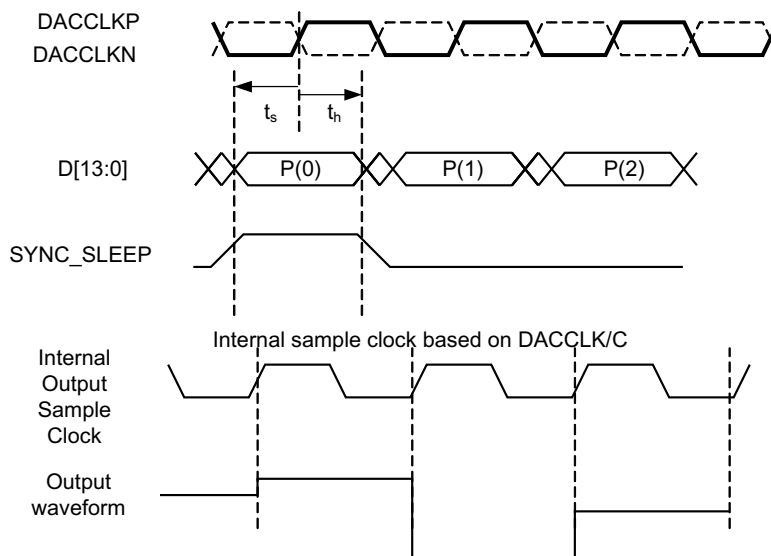 DACCLKP
DACCLKN
ts
th
D[13:0]
P(0)
P(1)
P(2)
SYNC_SLEEP
Internal sample clock based on DACCLK/C
Internal
Output
Sample
Clock
Output
waveform